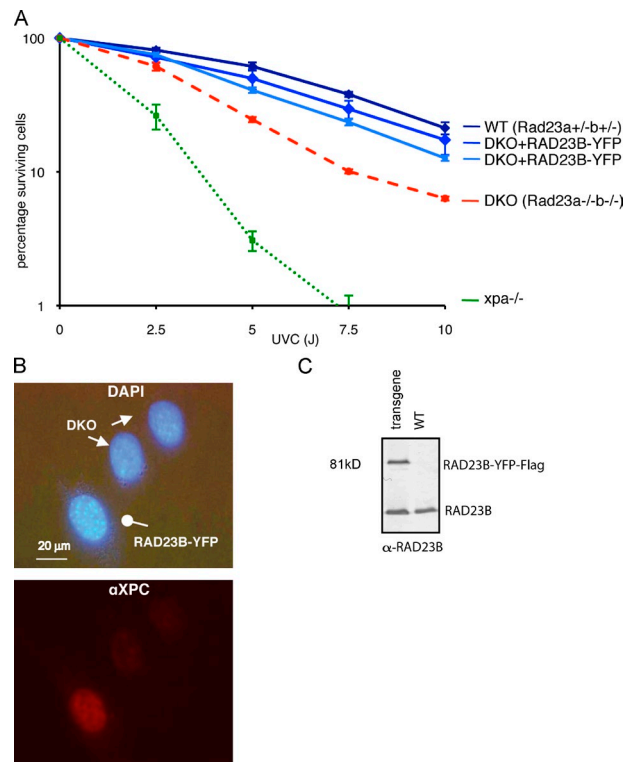 A
percentage surviving cells
100
10
1
0
2.5
5
7.5
10
UVC (J)
WT (Rad23a+/-b+/-)
DKO+RAD23B-YFP
DKO+RAD23B-YFP
DKO (Rad23a-/-b-/-)
xpa-/-
B
DAPI
DKO
RAD23B-YFP
20 µm
αXPC
C
transgene
WT
81kD
RAD23B-YFP-Flag
RAD23B
α-RAD23B